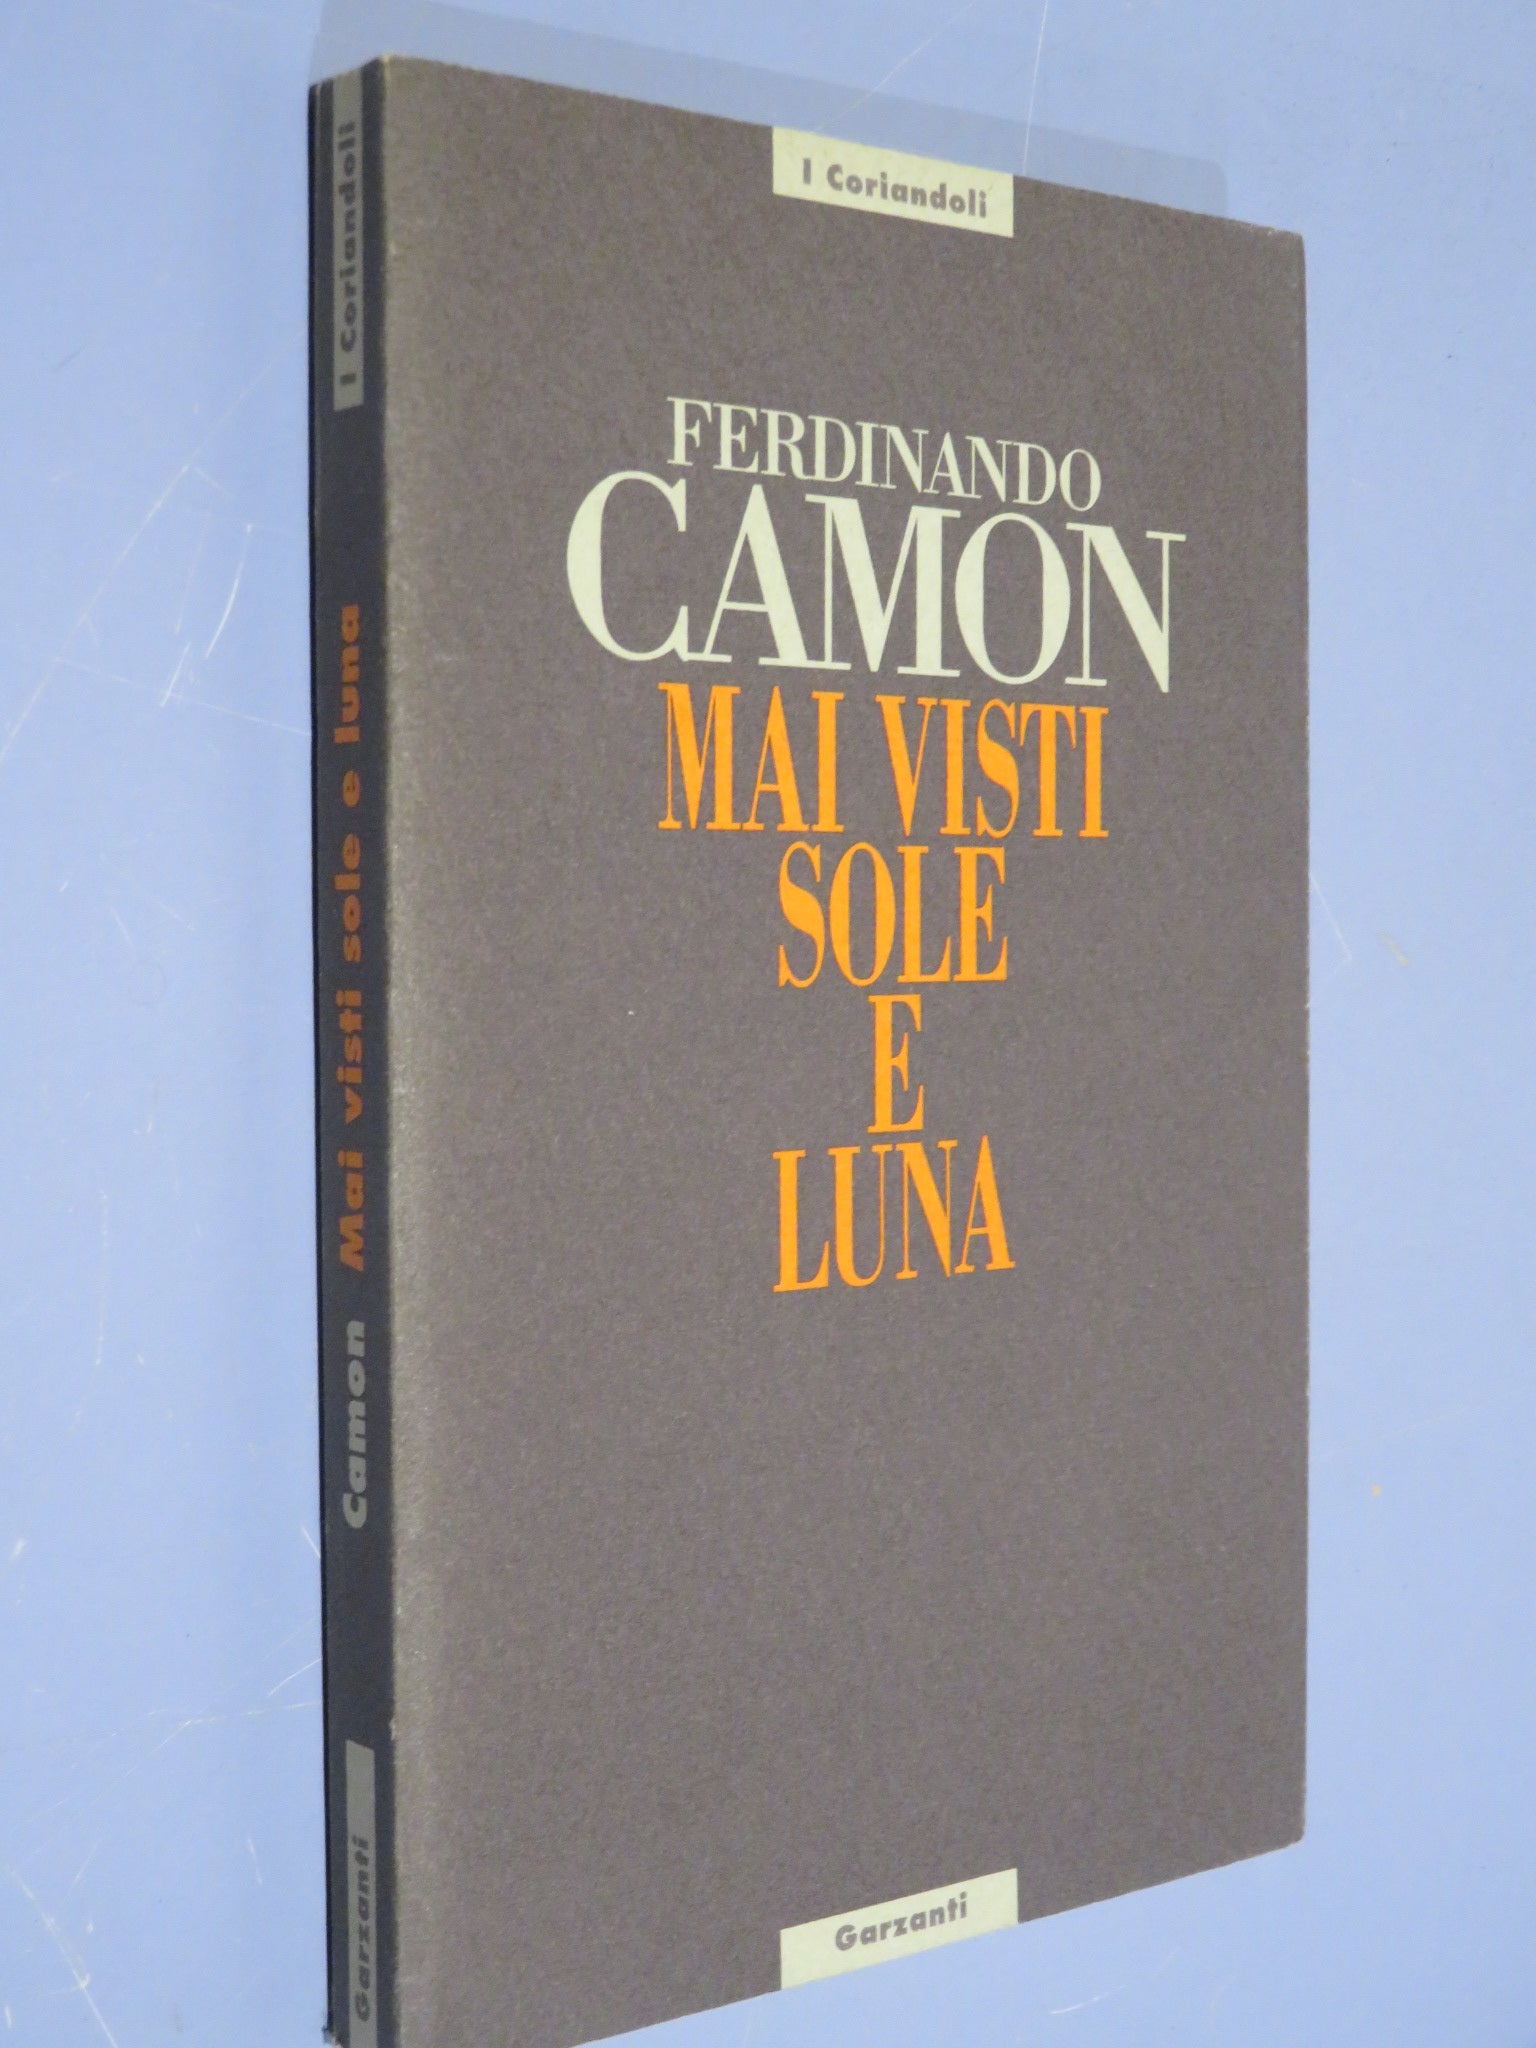 I Coriandoli
FERDINANDO
CAMON
MAI VISTI
SOLE
E
LUNA
Garzanti
Garzanti Camon Mai visti sole e luna I Coriandoli